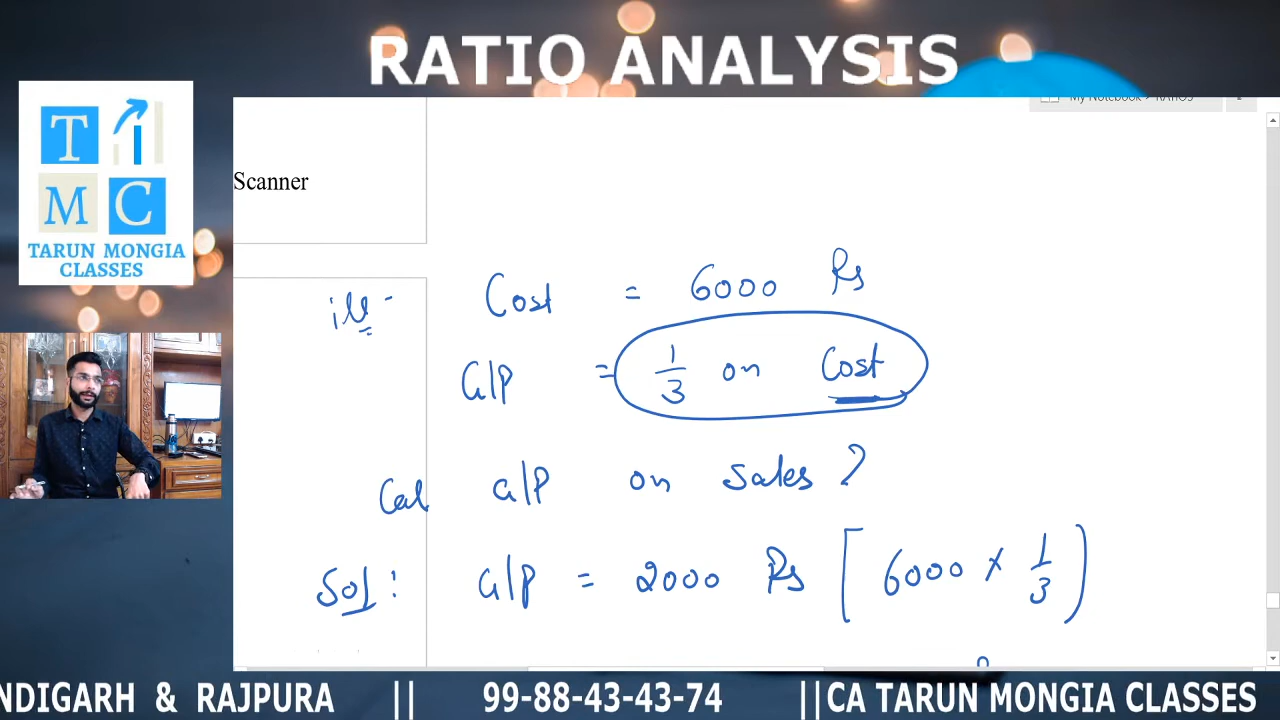 RATIO ANALYSIS
T
M C
TARUN MONGIA
CLASSES
Scanner
ill- Cost = 6000 Rs
G/P = 1/3 on Cost
Cal G/P on Sales ?
Sol : G/P = 2000 Rs [ 6000 × 1/3 )
NDIGARH & RAJPURA || 99-88-43-43-74 ||CA TARUN MONGIA CLASSES